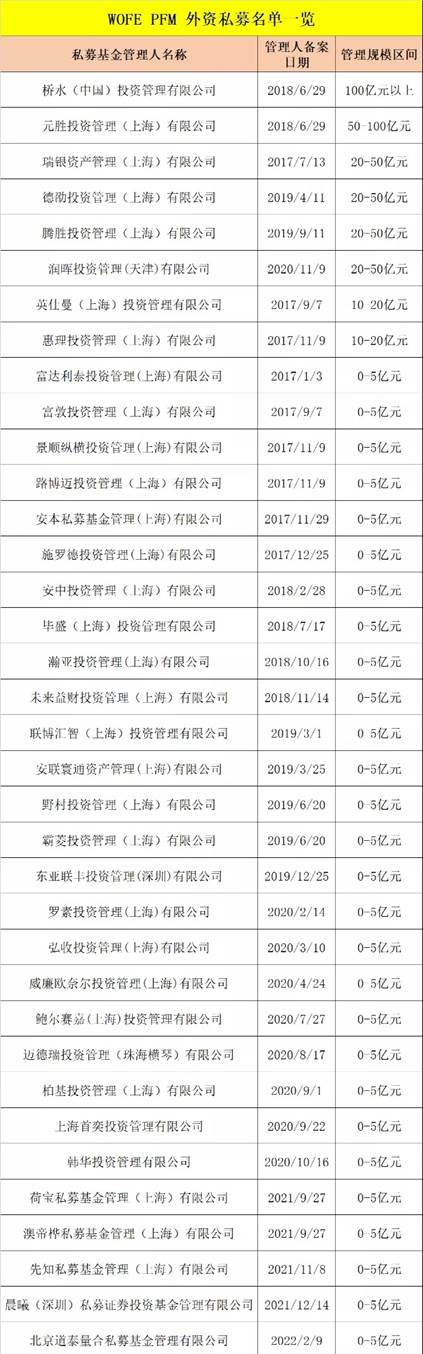 WOFE PFM 外资私募名单一览
私募基金管理人名称 管理人备案日期 管理规模区间
桥水（中国）投资管理有限公司 2018/6/29 100亿元以上
元胜投资管理（上海）有限公司 2018/6/29 50-100亿元
瑞银资产管理（上海）有限公司 2017/7/13 20-50亿元
德劭投资管理（上海）有限公司 2019/4/11 20-50亿元
腾胜投资管理（上海）有限公司 2019/9/11 20-50亿元
润晖投资管理(天津)有限公司 2020/11/9 20-50亿元
英仕曼（上海）投资管理有限公司 2017/9/7 10-20亿元
惠理投资管理（上海）有限公司 2017/11/9 10-20亿元
富达利泰投资管理(上海)有限公司 2017/1/3 0-5亿元
富敦投资管理（上海）有限公司 2017/9/7 0-5亿元
景顺纵横投资管理(上海)有限公司 2017/11/9 0-5亿元
路博迈投资管理（上海）有限公司 2017/11/9 0-5亿元
安本私募基金管理(上海)有限公司 2017/11/29 0-5亿元
施罗德投资管理(上海)有限公司 2017/12/25 0-5亿元
安中投资管理（上海）有限公司 2018/2/28 0-5亿元
毕盛（上海）投资管理有限公司 2018/7/17 0-5亿元
瀚亚投资管理(上海)有限公司 2018/10/16 0-5亿元
未来益财投资管理（上海）有限公司 2018/11/14 0-5亿元
联博汇智（上海）投资管理有限公司 2019/3/1 0-5亿元
安联寰通资产管理(上海)有限公司 2019/3/25 0-5亿元
野村投资管理（上海）有限公司 2019/6/20 0-5亿元
霸菱投资管理（上海）有限公司 2019/6/20 0-5亿元
东亚联丰投资管理(深圳)有限公司 2019/12/25 0-5亿元
罗素投资管理(上海)有限公司 2020/2/14 0-5亿元
弘收投资管理(上海)有限公司 2020/3/10 0-5亿元
威廉欧奈尔投资管理(上海)有限公司 2020/4/24 0-5亿元
鲍尔赛嘉(上海)投资管理有限公司 2020/7/27 0-5亿元
迈德瑞投资管理（珠海横琴）有限公司 2020/8/17 0-5亿元
柏基投资管理（上海）有限公司 2020/9/1 0-5亿元
上海首奕投资管理有限公司 2020/9/22 0-5亿元
韩华投资管理有限公司 2020/10/16 0-5亿元
荷宝私募基金管理（上海）有限公司 2021/9/27 0-5亿元
澳帝桦私募基金管理（上海）有限公司 2021/9/27 0-5亿元
先知私募基金管理（上海）有限公司 2021/11/8 0-5亿元
晨曦（深圳）私募证券投资基金管理有限公司 2021/12/14 0-5亿元
北京道泰量合私募基金管理有限公司 2022/2/9 0-5亿元